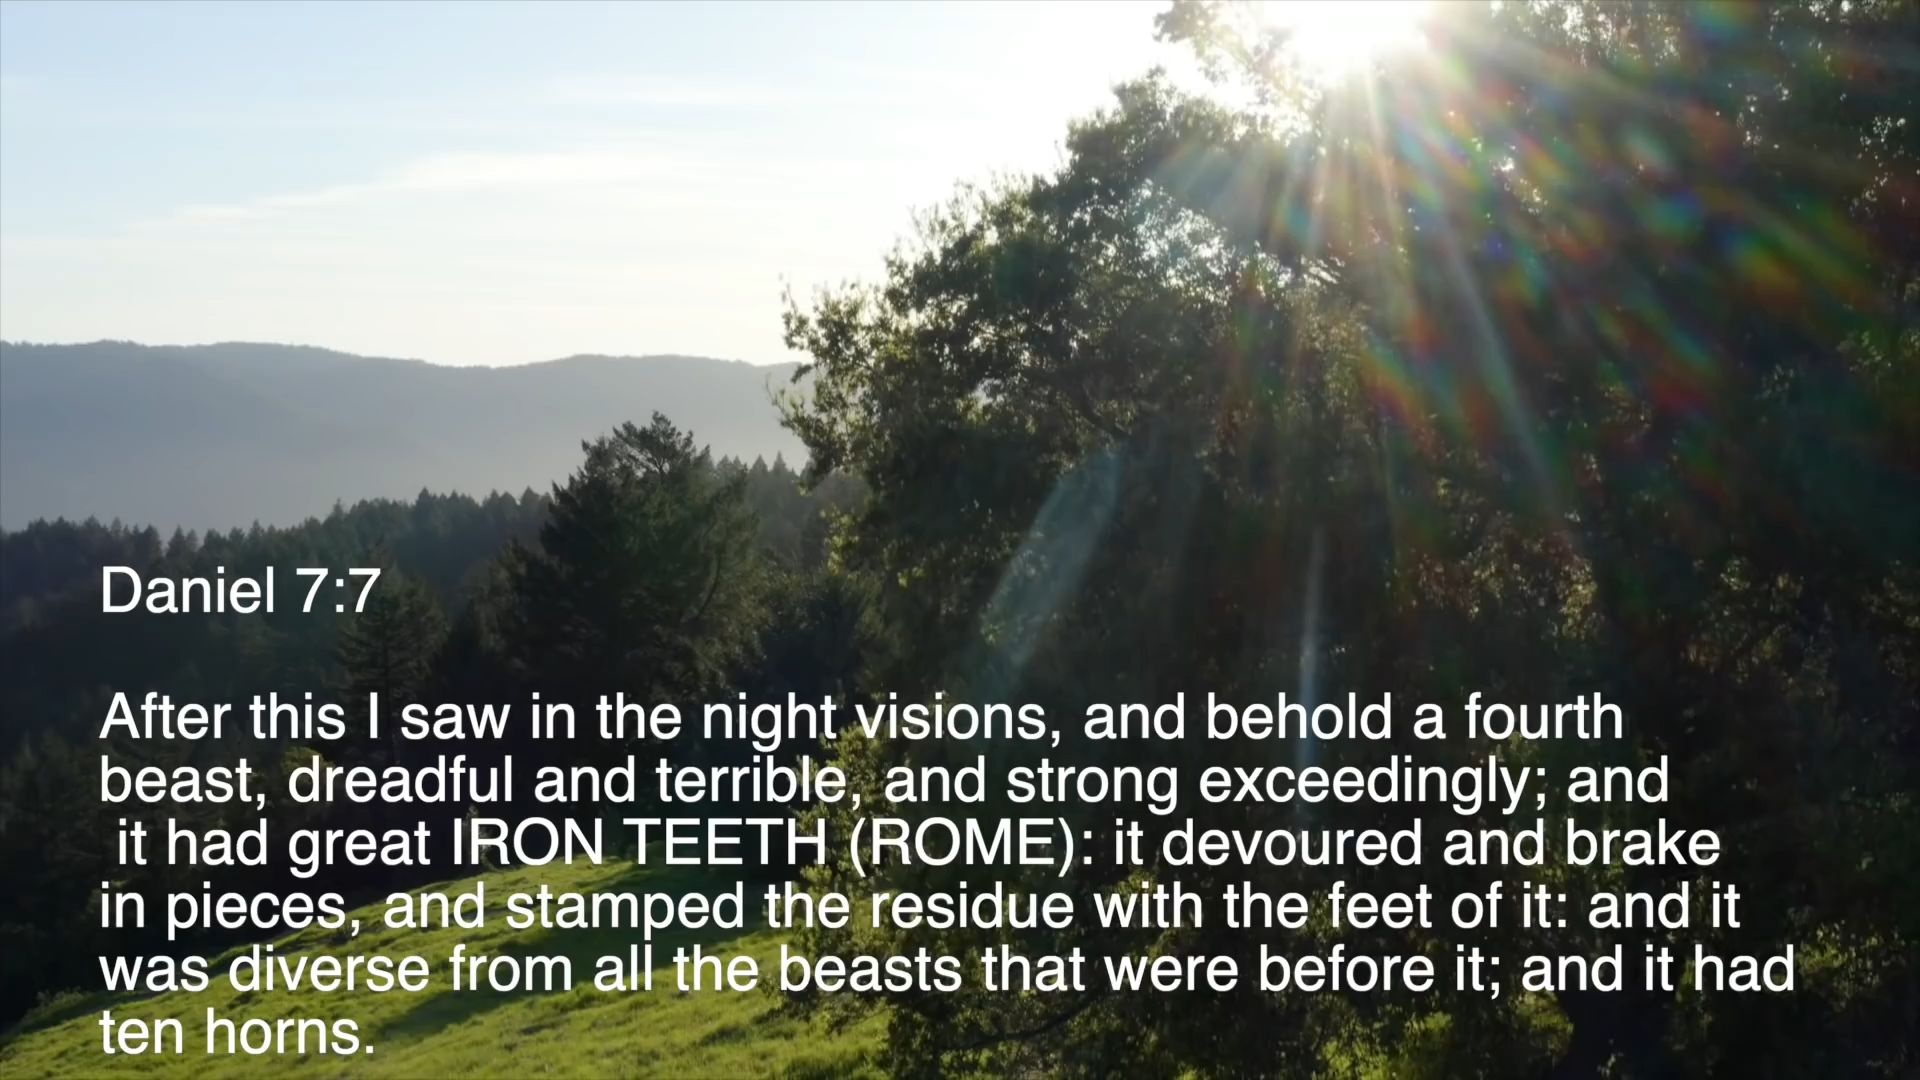 Daniel 7:7
After this I saw in the night visions, and behold a fourth
beast, dreadful and terrible, and strong exceedingly; and
it had great IRON TEETH (ROME): it devoured and brake
in pieces, and stamped the residue with the feet of it: and it
was diverse from all the beasts that were before it; and it had
ten horns.